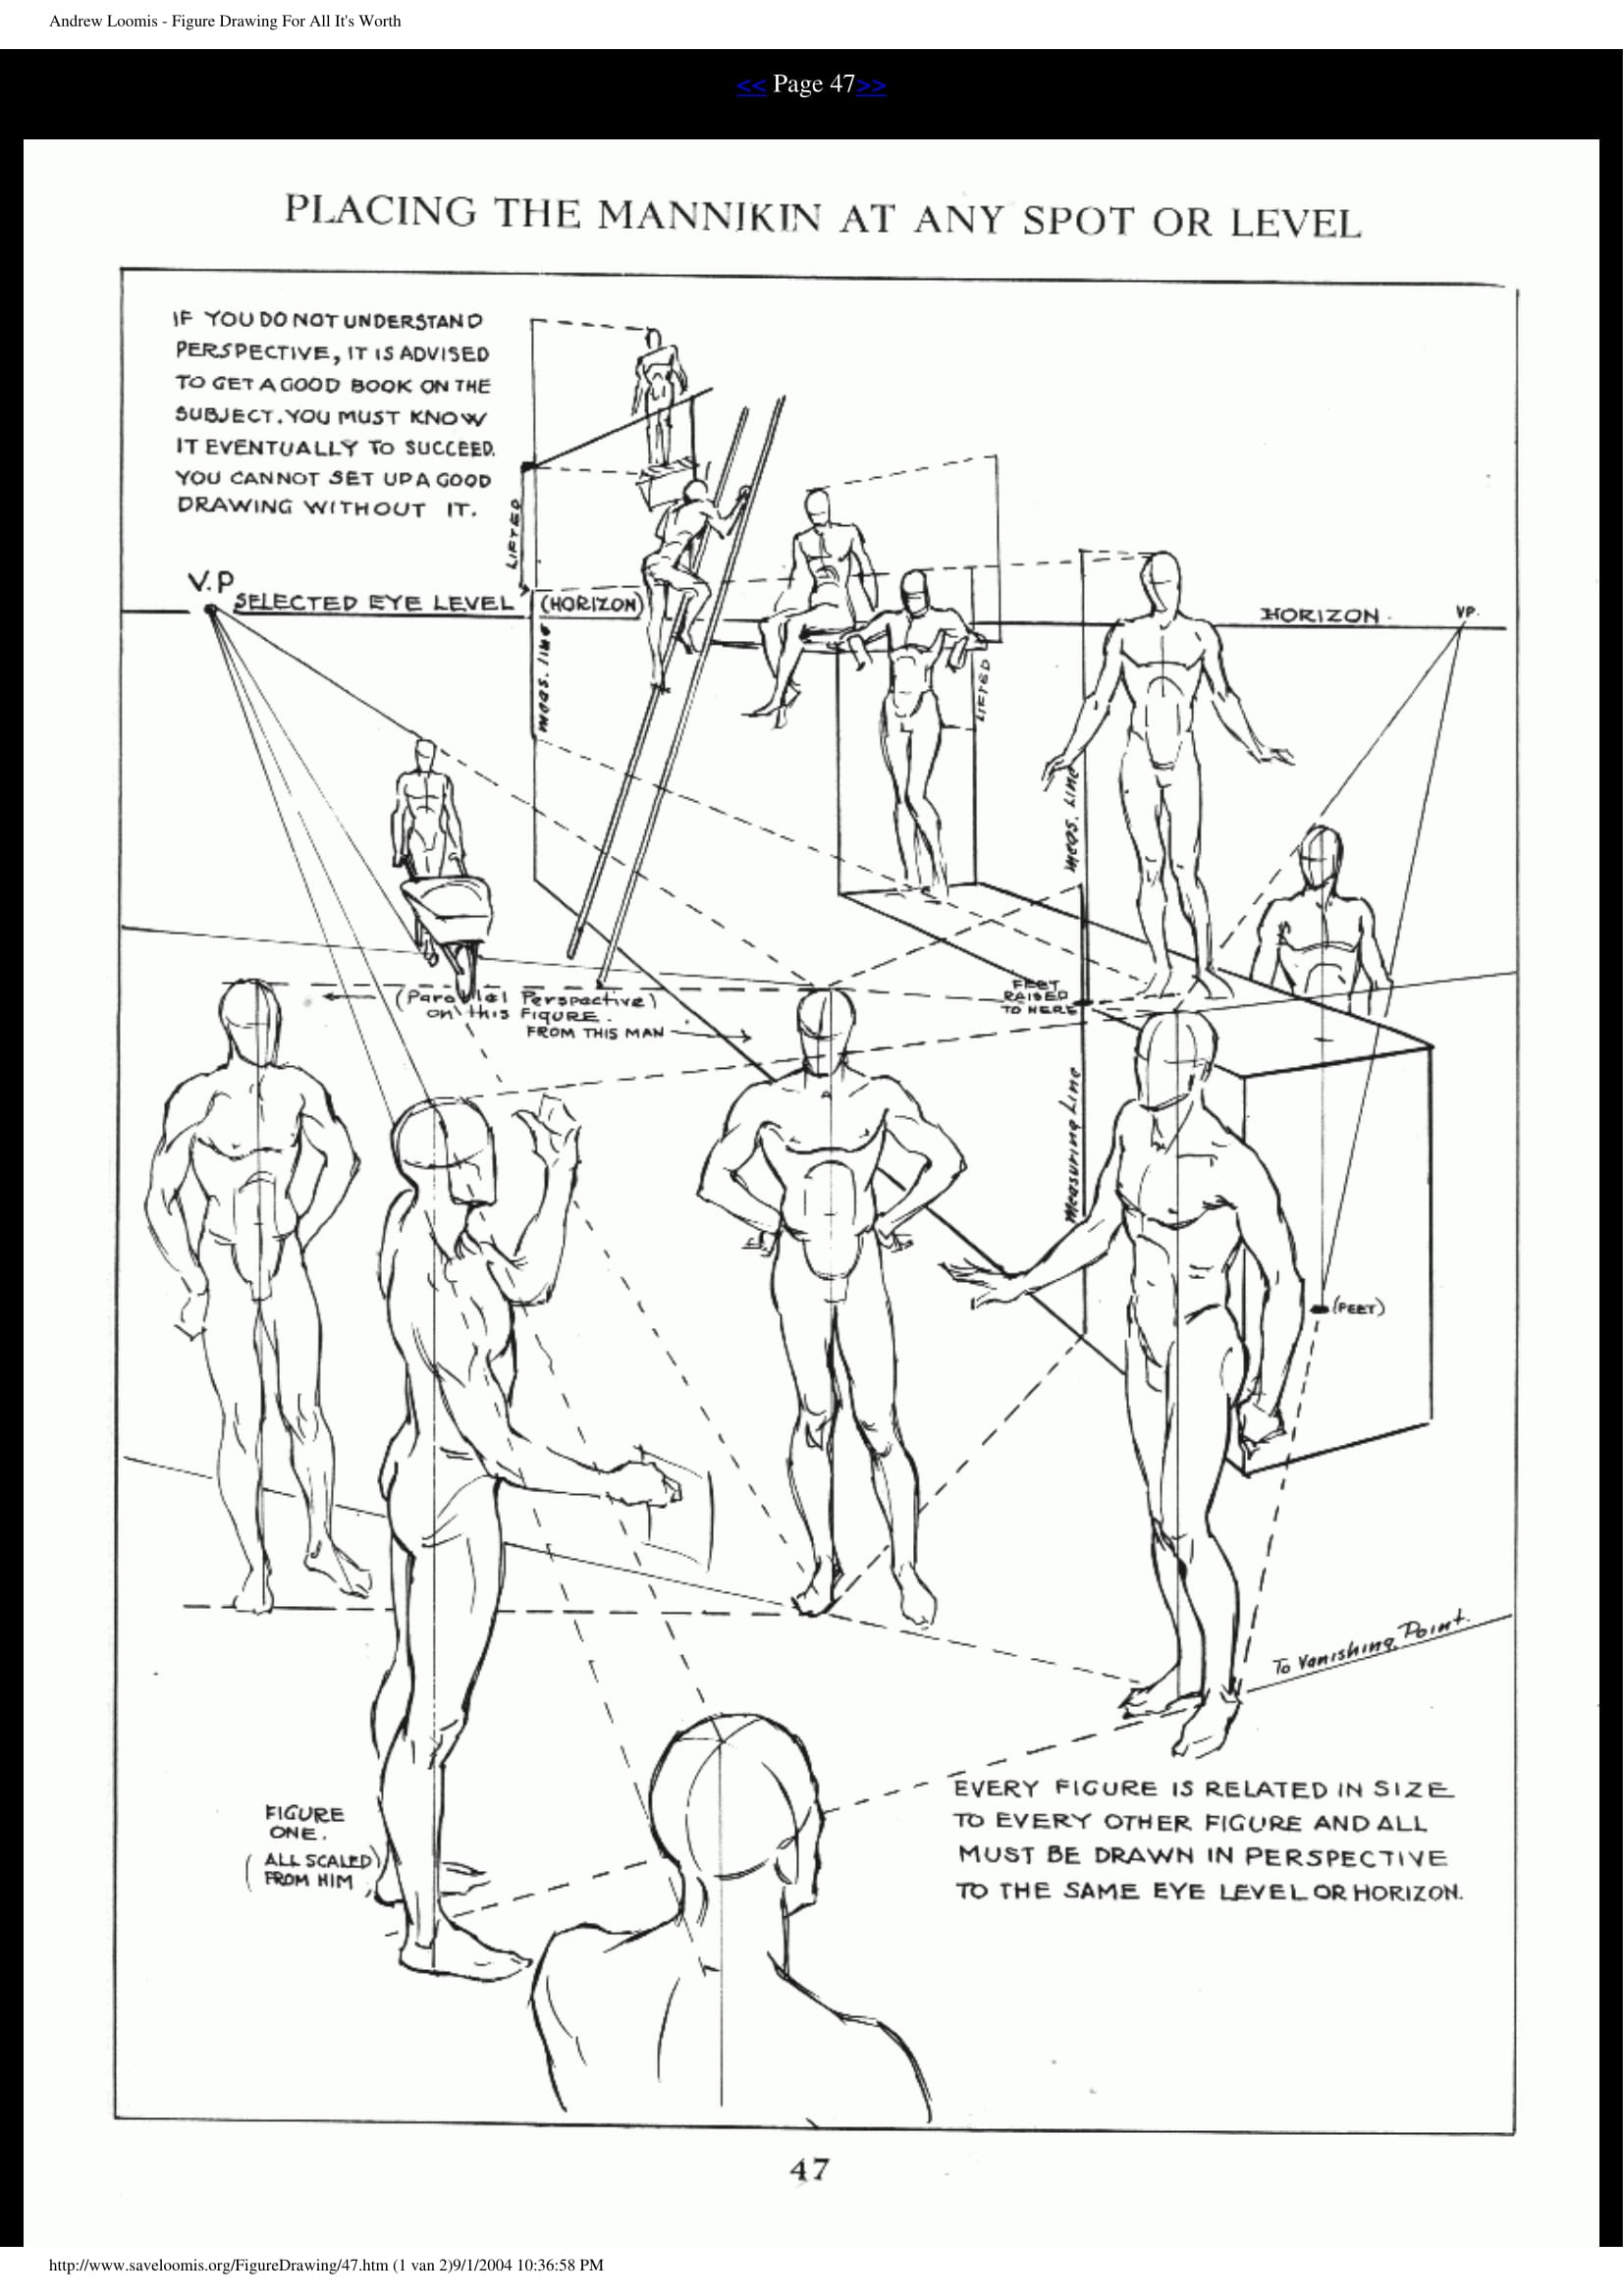 Andrew Loomis - Figure Drawing For All It's Worth
<< Page 47>>
PLACING THE MANNIKIN AT ANY SPOT OR LEVEL
IF YOU DO NOT UNDERSTAND
PERSPECTIVE, IT IS ADVISED
TO GET A GOOD BOOK ON THE
SUBJECT. YOU MUST KNOW
IT EVENTUALLY TO SUCCEED.
YOU CANNOT SET UP A GOOD
DRAWING WITHOUT IT.
LIFTED
V.P
SELECTED EYE LEVEL (HORIZON)
HORIZON.
VP.
Meas. Line
LIFTED
Meas. Line
FEET
RAISED
TO HERE
(Parallel Perspective)
on this FIGURE.
FROM THIS MAN
Measuring Line
(FEET)
To Vanishing Point.
FIGURE
ONE.
(ALL SCALED)
FROM HIM
EVERY FIGURE IS RELATED IN SIZE
TO EVERY OTHER FIGURE AND ALL
MUST BE DRAWN IN PERSPECTIVE
TO THE SAME EYE LEVEL OR HORIZON.
47
http://www.saveloomis.org/FigureDrawing/47.htm (1 van 2)9/1/2004 10:36:58 PM